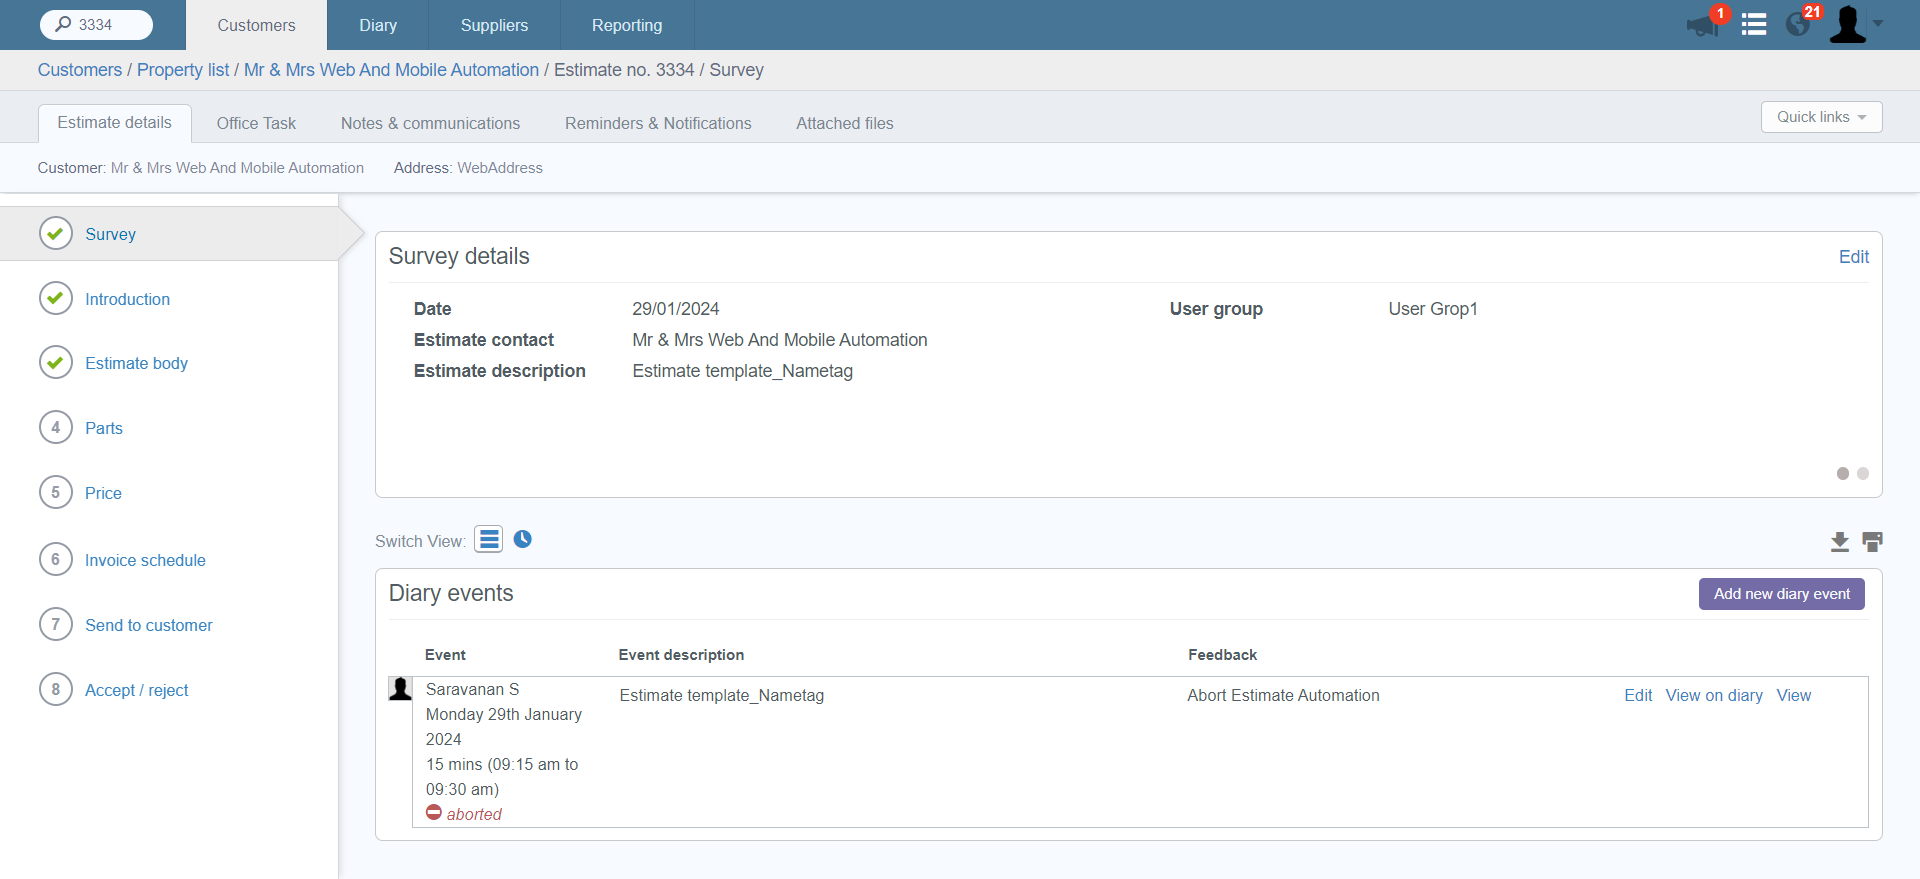 3334
Customers
Diary
Suppliers
Reporting
1
21
Customers / Property list / Mr & Mrs Web And Mobile Automation / Estimate no. 3334 / Survey
Estimate details
Office Task
Notes & communications
Reminders & Notifications
Attached files
Quick links
Customer: Mr & Mrs Web And Mobile Automation
Address: WebAddress
Survey
Introduction
Estimate body
4 Parts
5 Price
6 Invoice schedule
7 Send to customer
8 Accept / reject
Survey details
Edit
Date 29/01/2024
User group User Grop1
Estimate contact Mr & Mrs Web And Mobile Automation
Estimate description Estimate template_Nametag
Switch View:
Diary events
Add new diary event
Event
Event description
Feedback
Saravanan S
Monday 29th January
2024
15 mins (09:15 am to
09:30 am)
aborted
Estimate template_Nametag
Abort Estimate Automation
Edit View on diary View